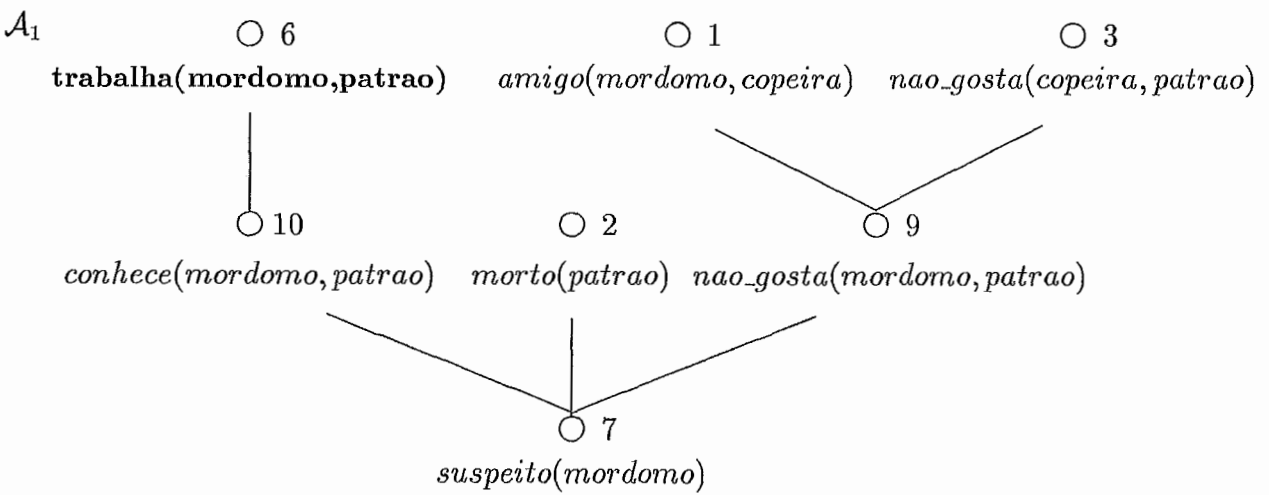 𝒜₁ 6 1 3
trabalha(mordomo,patrao) amigo(mordomo, copeira) nao_gosta(copeira, patrao)
10 2 9
conhece(mordomo, patrao) morto(patrao) nao_gosta(mordomo, patrao)
7
suspeito(mordomo)